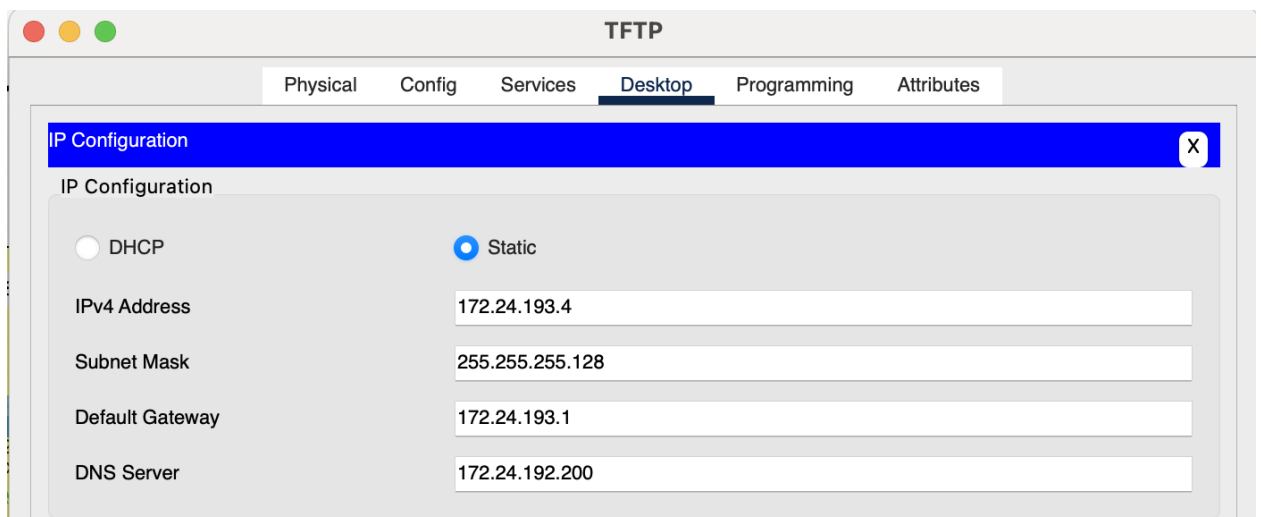 TFTP
Physical Config Services Desktop Programming Attributes
IP Configuration
X
IP Configuration
DHCP Static
IPv4 Address 172.24.193.4
Subnet Mask 255.255.255.128
Default Gateway 172.24.193.1
DNS Server 172.24.192.200